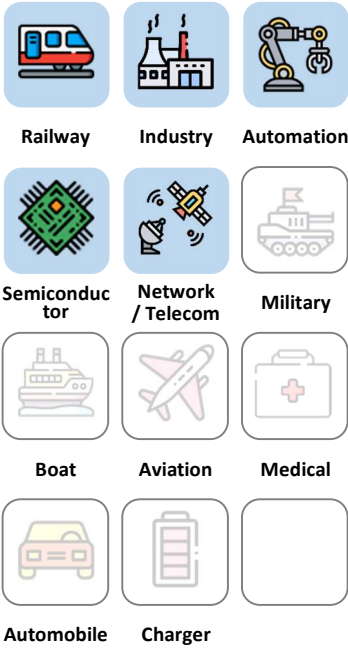 Railway Industry Automation
Semiconduc
tor
Network
/ Telecom
Military
Boat Aviation Medical
Automobile Charger